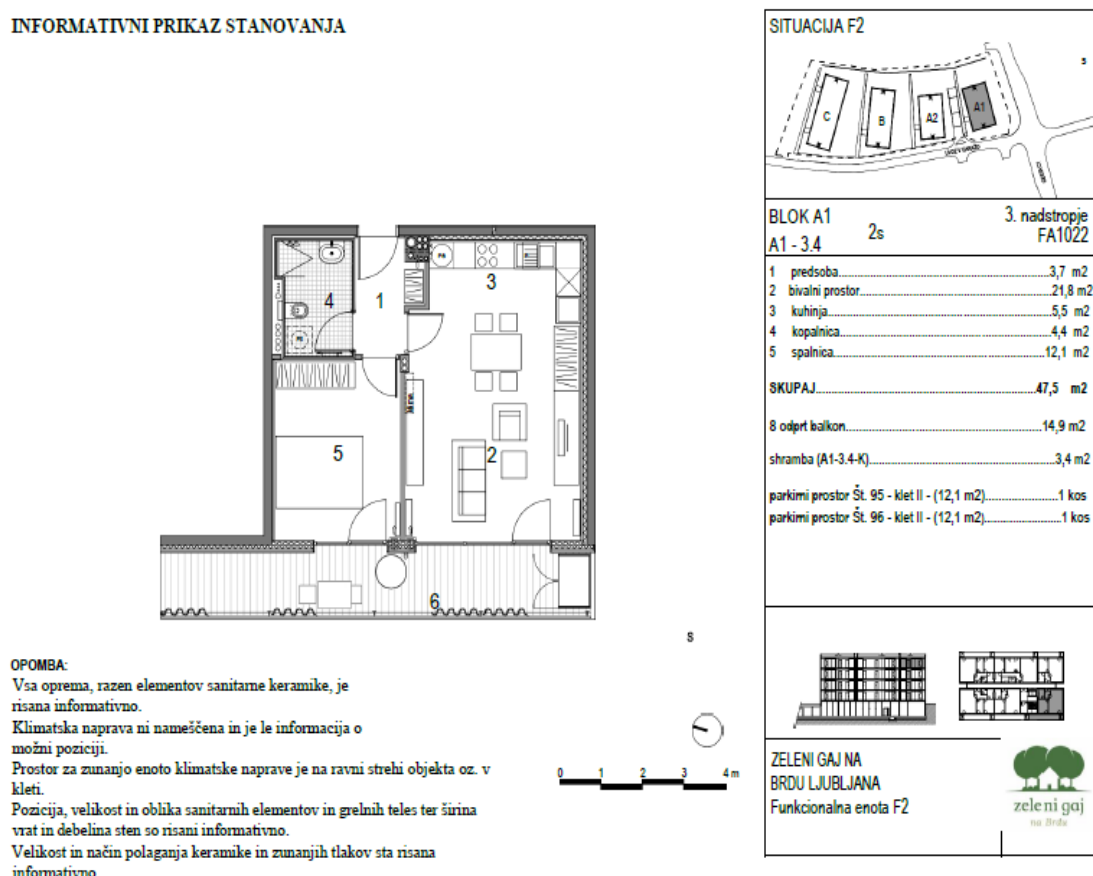 INFORMATIVNI PRIKAZ STANOVANJA
1
2
3
4
5
6
OPOMBA:
Vsa oprema, razen elementov sanitarne keramike, je
risana informativno.
Klimatska naprava ni nameščena in je le informacija o
možni poziciji.
Prostor za zunanjo enoto klimatske naprave je na ravni strehi objekta oz. v
kleti.
Pozicija, velikost in oblika sanitarnih elementov in grelnih teles ter širina
vrat in debelina sten so risani informativno.
Velikost in način polaganja keramike in zunanjih tlakov sta risana
informativno.
S
0 1 2 3 4 m
SITUACIJA F2
S
C
B
A2
A1
BLOK A1 3. nadstropje
A1 - 3.4 2s FA1022
1 predsoba 3,7 m2
2 bivalni prostor 21,8 m2
3 kuhinja 5,5 m2
4 kopalnica 4,4 m2
5 spalnica 12,1 m2
SKUPAJ 47,5 m2
8 odprt balkon 14,9 m2
shramba (A1-3.4-K) 3,4 m2
parkirni prostor Št. 95 - klet II - (12,1 m2) 1 kos
parkirni prostor Št. 96 - klet II - (12,1 m2) 1 kos
ZELENI GAJ NA
BRDU LJUBLJANA
Funkcionalna enota F2
zeleni gaj
na Brdu